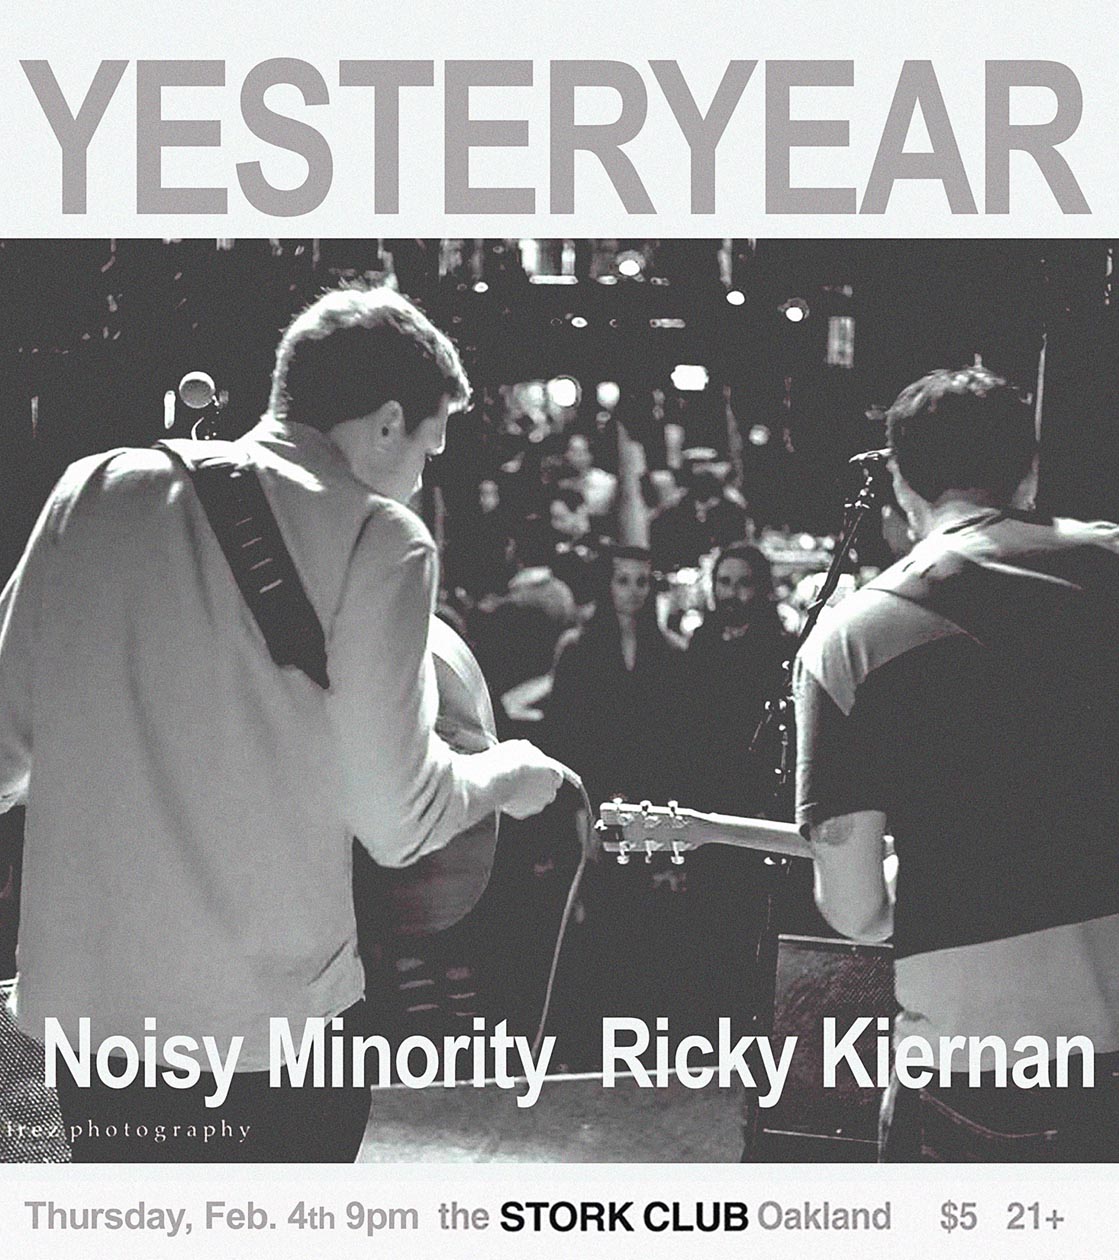 YESTERYEAR
Noisy Minority Ricky Kiernan
photography
Thursday, Feb. 4th 9pm the STORK CLUB Oakland $5 21+